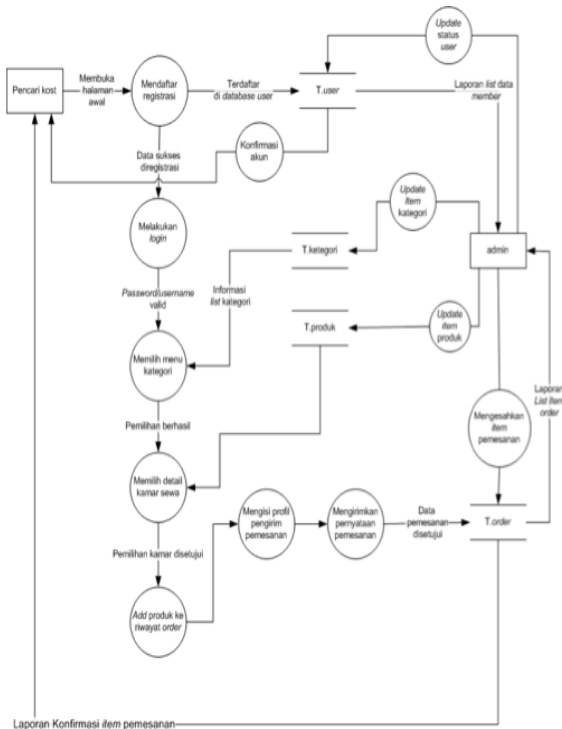 Update
status
user
Pencari kost
Membuka
halaman
awal
Mendaftar
registrasi
Terdaftar
di database user
T.user
Laporan list data
member
Data sukses
diregistrasi
Konfirmasi
akun
Update
Item
kategori
Melakukan
login
T.ketegori
admin
Password/username
valid
Informasi
list kategori
T.produk
Update
item
produk
Memilih menu
kategori
Laporan
List Item
order
Mengesahkan
item
pemesanan
Pemilihan berhasil
Memilih detail
kamar sewa
Mengisi profil
pengirim
pemesanan
Mengirimkan
pernyataan
pemesanan
Data
pemesanan
disetujui
T.order
Pemilihan kamar disetujui
Add produk ke
riwayat order
Laporan Konfirmasi item pemesanan